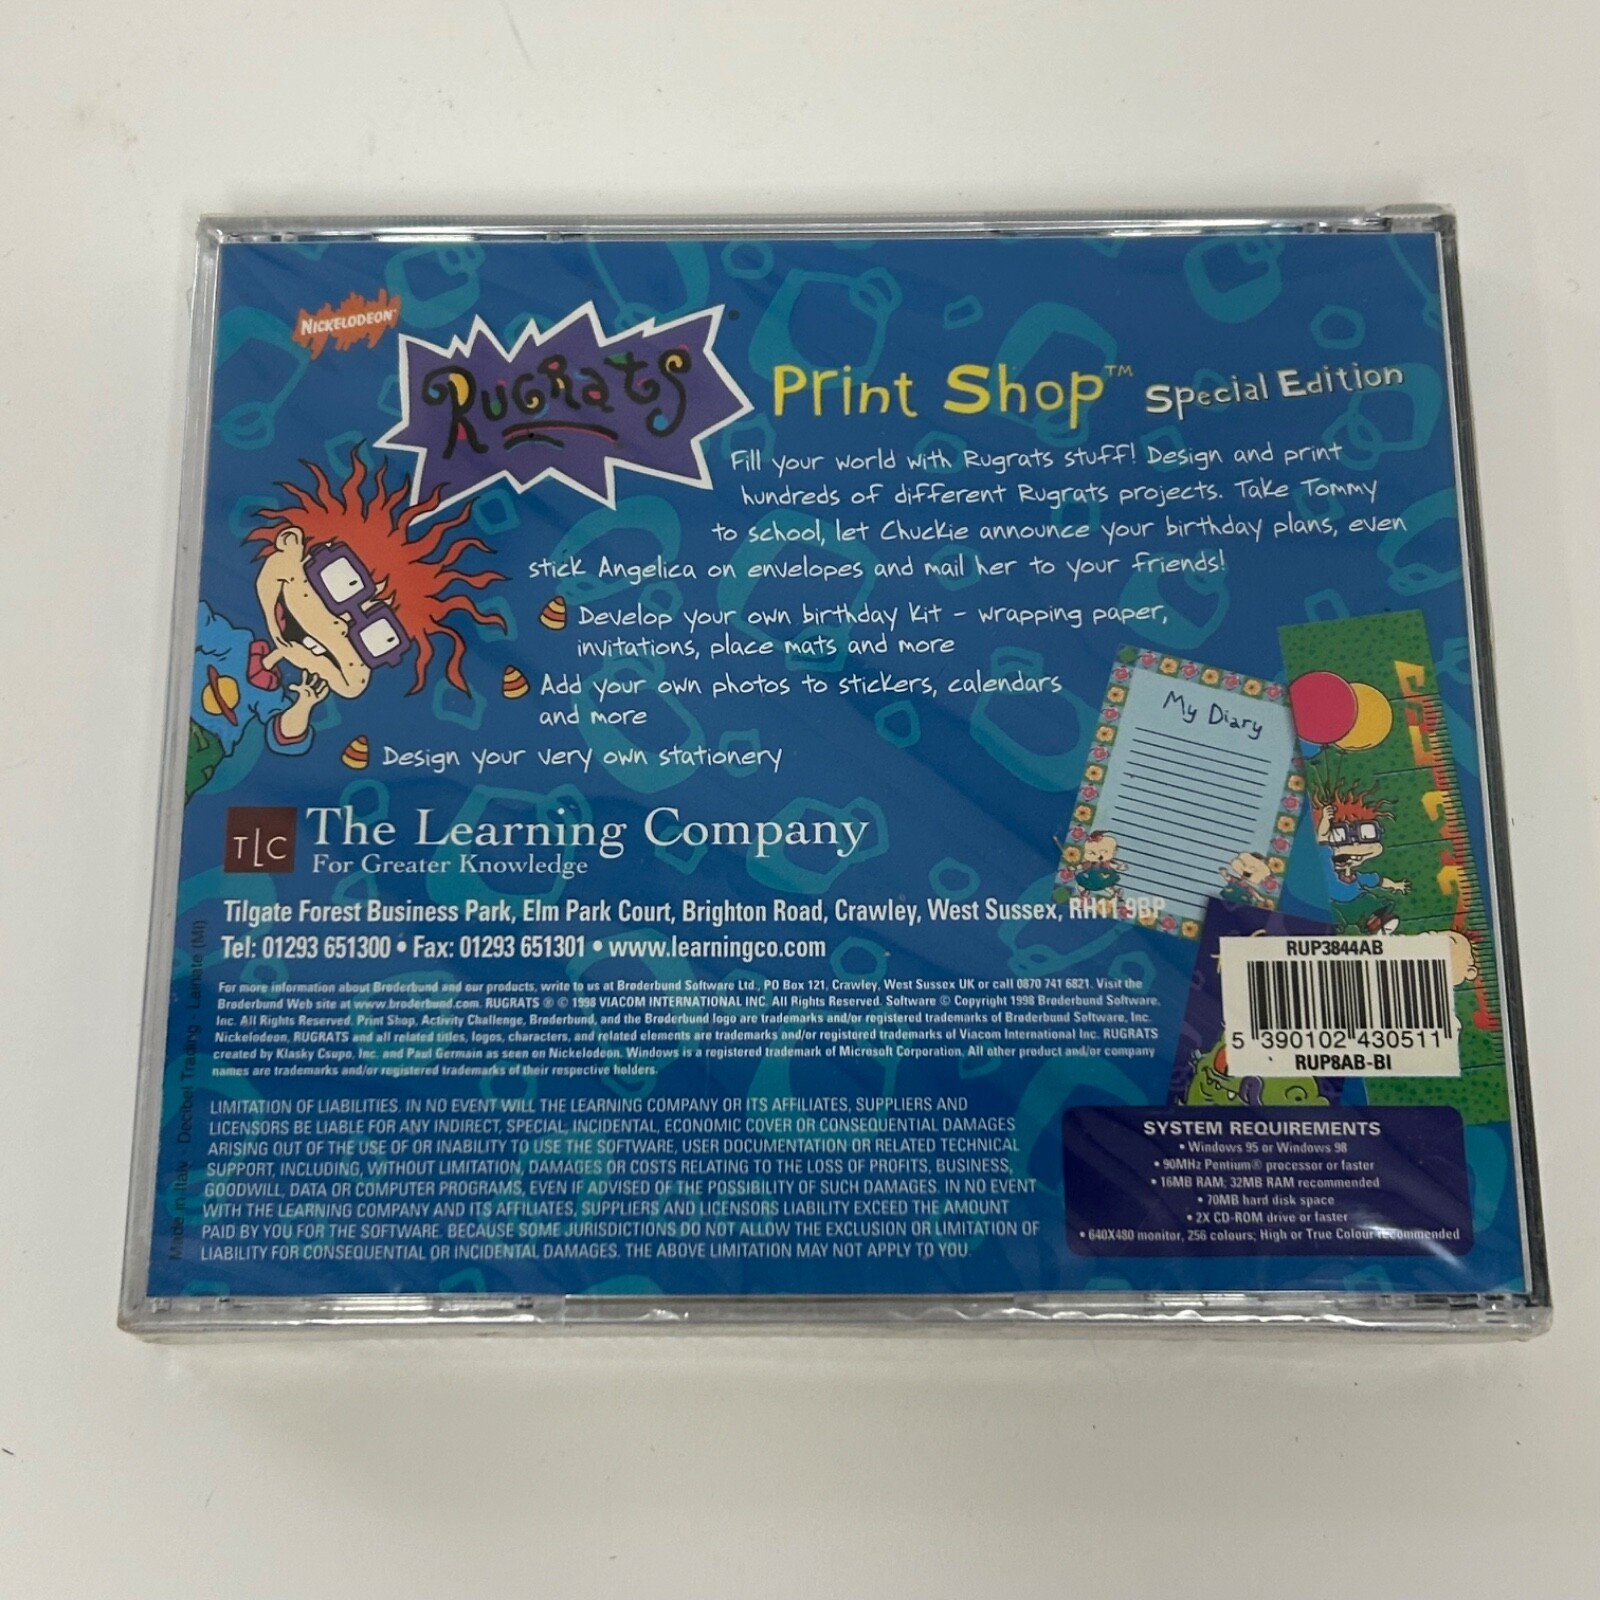 NICKELODEON
RUGRATS®
Print Shop™ Special Edition
Fill your world with Rugrats stuff! Design and print
hundreds of different Rugrats projects. Take Tommy
to school, let Chuckie announce your birthday plans, even
stick Angelica on envelopes and mail her to your friends!
Develop your own birthday kit - wrapping paper,
invitations, place mats and more
Add your own photos to stickers, calendars
and more
Design your very own stationery
My Diary
TLC The Learning Company
For Greater Knowledge
Tilgate Forest Business Park, Elm Park Court, Brighton Road, Crawley, West Sussex, RH11 9BP
Tel: 01293 651300 • Fax: 01293 651301 • www.learningco.com
For more information about Brøderbund and our products, write to us at Broderbund Software Ltd., PO Box 121, Crawley, West Sussex UK or call 0870 741 6821. Visit the
Broderbund Web site at www.broderbund.com. RUGRATS ® © 1998 VIACOM INTERNATIONAL INC. All Rights Reserved. Software © Copyright 1998 Broderbund Software,
Inc. All Rights Reserved. Print Shop, Activity Challenge, Broderbund, and the Broderbund logo are trademarks and/or registered trademarks of Broderbund Software, Inc.
Nickelodeon, RUGRATS and all related titles, logos, characters, and related elements are trademarks and/or registered trademarks of Viacom International Inc. RUGRATS
created by Klasky Csupo, Inc. and Paul Germain as seen on Nickelodeon. Windows is a registered trademark of Microsoft Corporation. All other product and/or company
names are trademarks and/or registered trademarks of their respective holders.
LIMITATION OF LIABILITIES. IN NO EVENT WILL THE LEARNING COMPANY OR ITS AFFILIATES, SUPPLIERS AND
LICENSORS BE LIABLE FOR ANY INDIRECT, SPECIAL, INCIDENTAL, ECONOMIC COVER OR CONSEQUENTIAL DAMAGES
ARISING OUT OF THE USE OF OR INABILITY TO USE THE SOFTWARE, USER DOCUMENTATION OR RELATED TECHNICAL
SUPPORT, INCLUDING, WITHOUT LIMITATION, DAMAGES OR COSTS RELATING TO THE LOSS OF PROFITS, BUSINESS,
GOODWILL, DATA OR COMPUTER PROGRAMS, EVEN IF ADVISED OF THE POSSIBILITY OF SUCH DAMAGES. IN NO EVENT
WITH THE LEARNING COMPANY AND ITS AFFILIATES, SUPPLIERS AND LICENSORS LIABILITY EXCEED THE AMOUNT
PAID BY YOU FOR THE SOFTWARE. BECAUSE SOME JURISDICTIONS DO NOT ALLOW THE EXCLUSION OR LIMITATION OF
LIABILITY FOR CONSEQUENTIAL OR INCIDENTAL DAMAGES. THE ABOVE LIMITATION MAY NOT APPLY TO YOU.
Made in Italy - Decibel Trading - Lainate (MI)
RUP3844AB
5 390102 430511
RUP8AB-BI
SYSTEM REQUIREMENTS
• Windows 95 or Windows 98
• 90MHz Pentium® processor or faster
• 16MB RAM; 32MB RAM recommended
• 70MB hard disk space
• 2X CD-ROM drive or faster
• 640X480 monitor, 256 colours; High or True Colour recommended